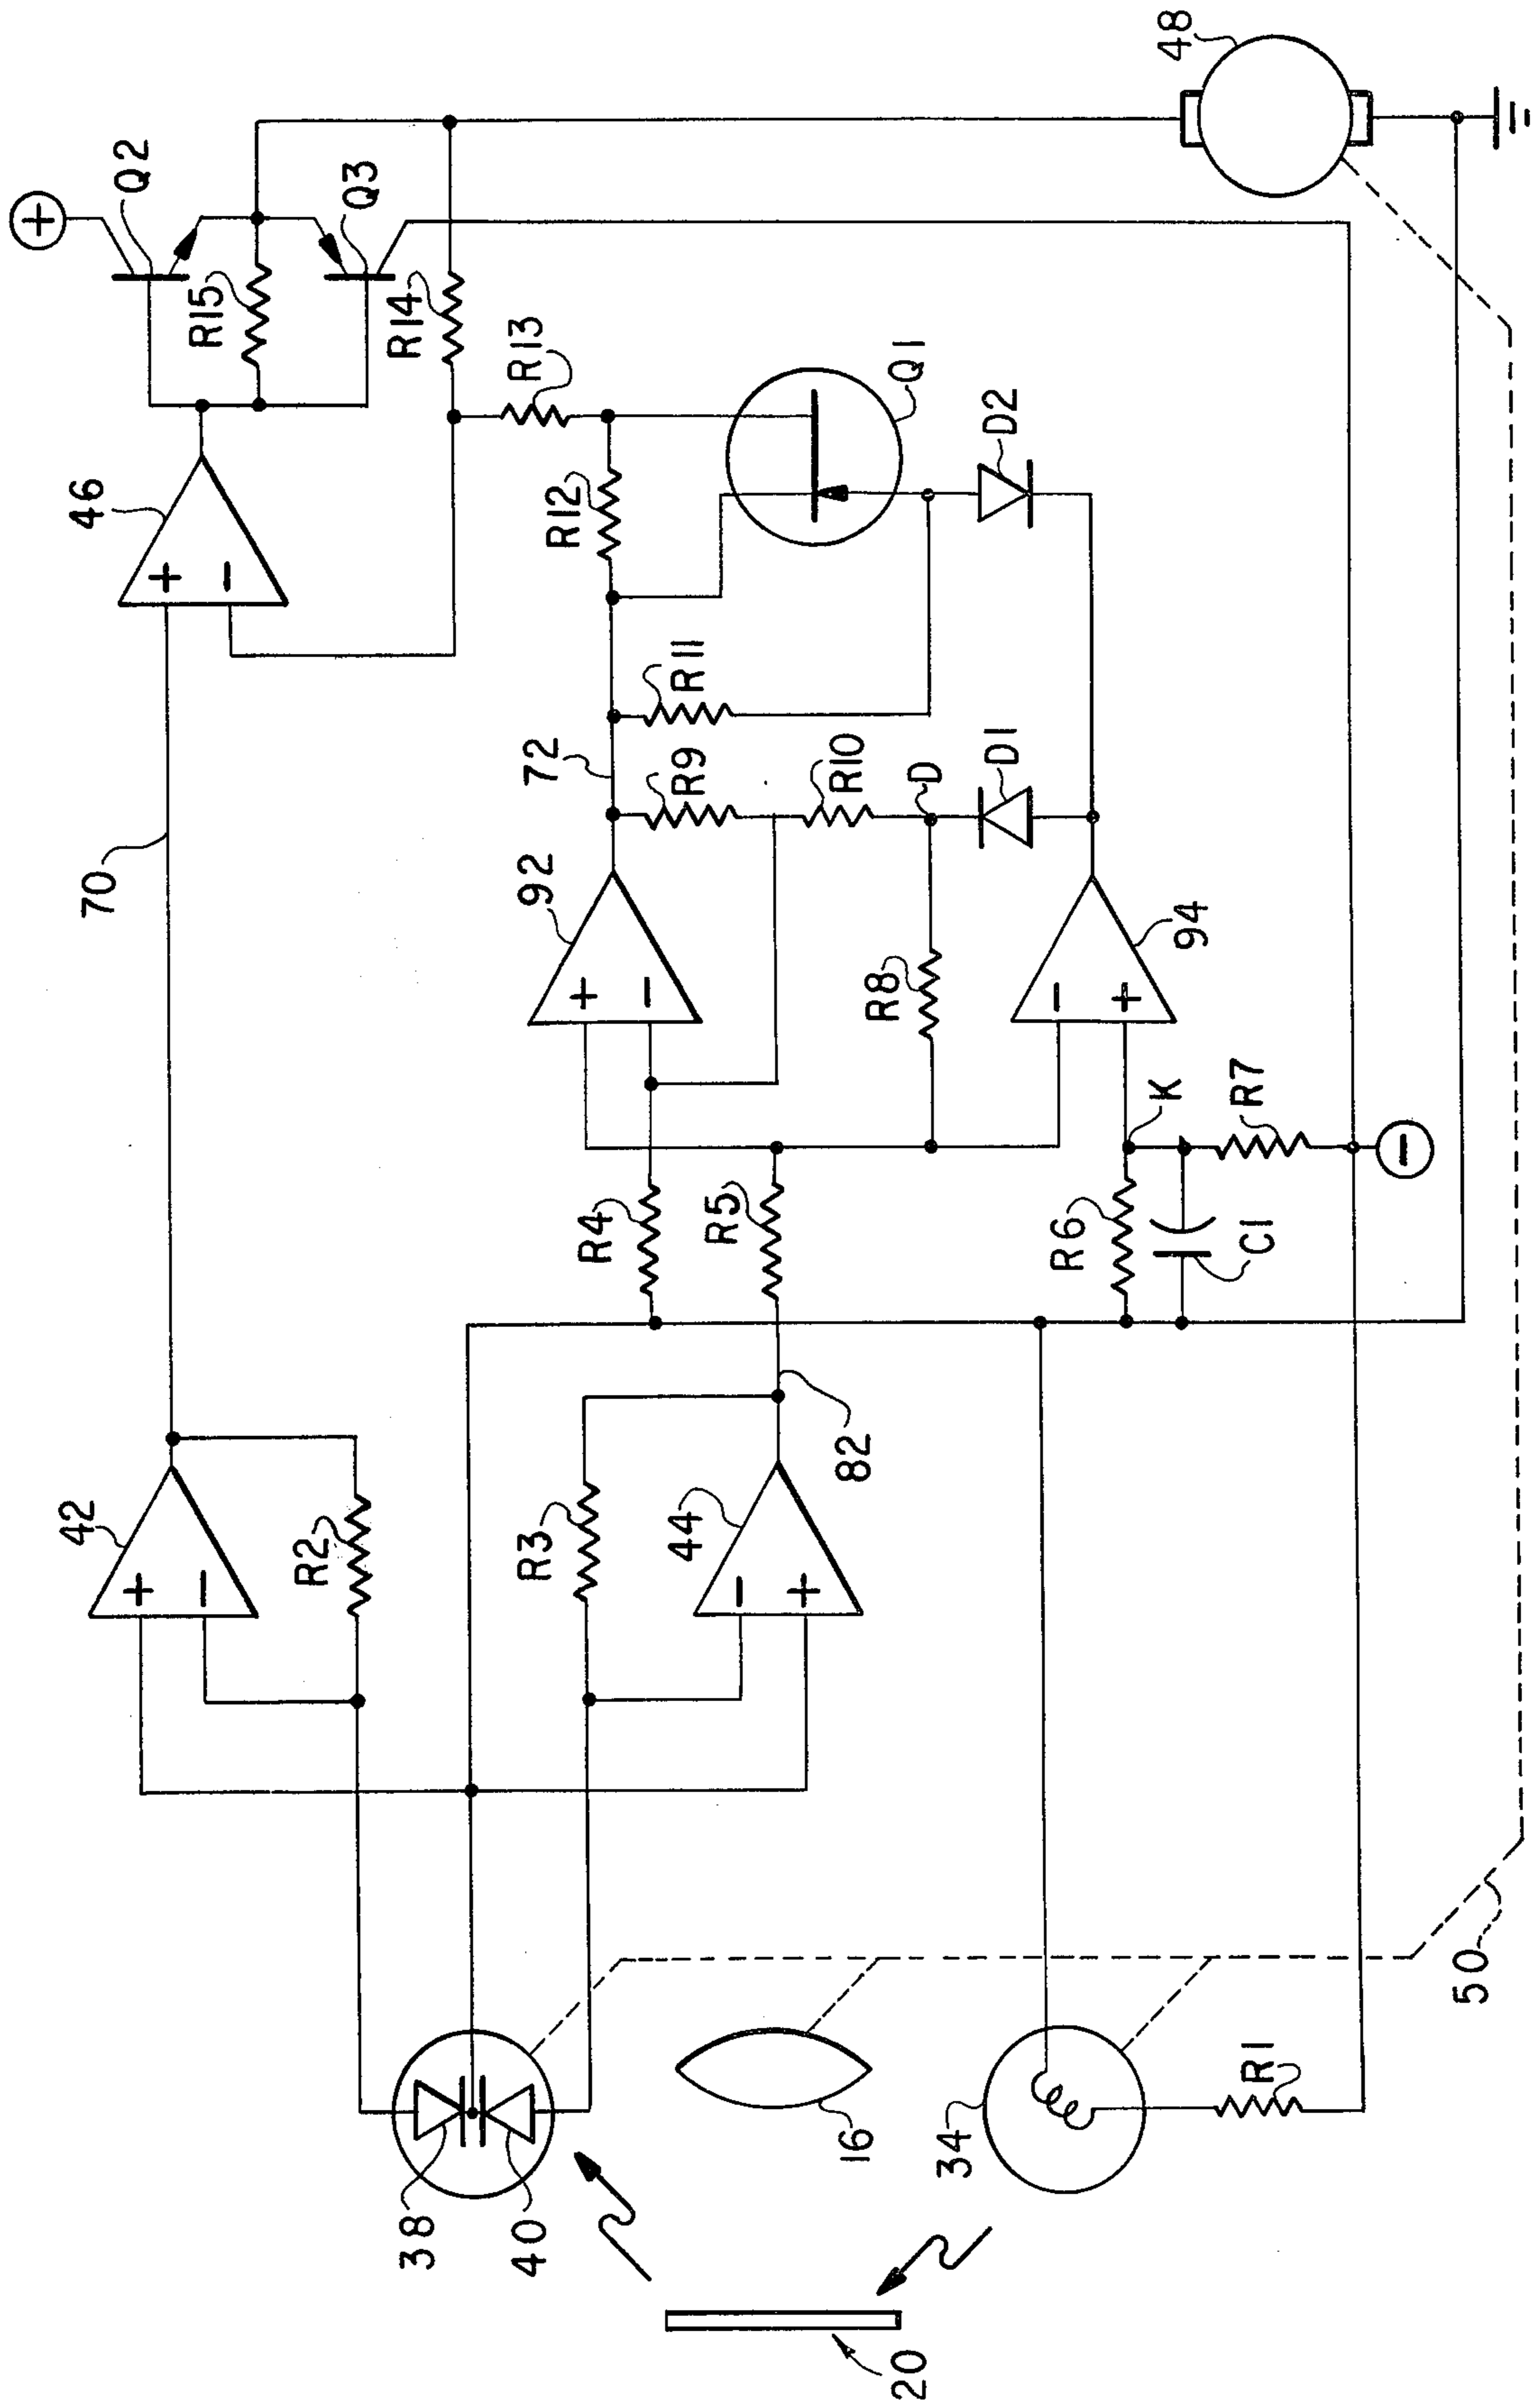 48
+
Q2
R15
Q3
R14
R13
46
+
−
R12
Q1
D2
R11
70
72
R9
R10
D
D1
92
+
−
R8
94
−
+
K
R7
−
R4
R5
R6
C1
42
+
−
R2
R3
44
−
+
82
50
38
40
16
34
R1
20